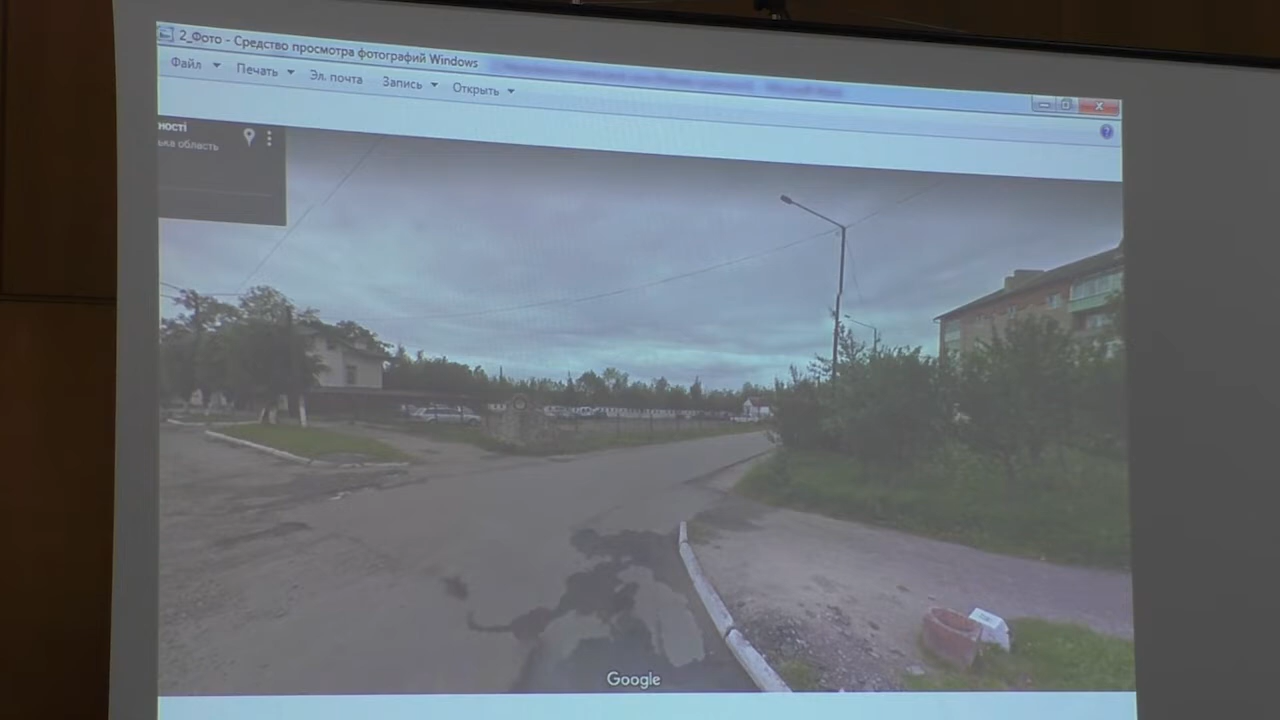 2_Фото - Средство просмотра фотографий Windows
Файл Печать Эл. почта Запись Открыть
ності
ька область
Google